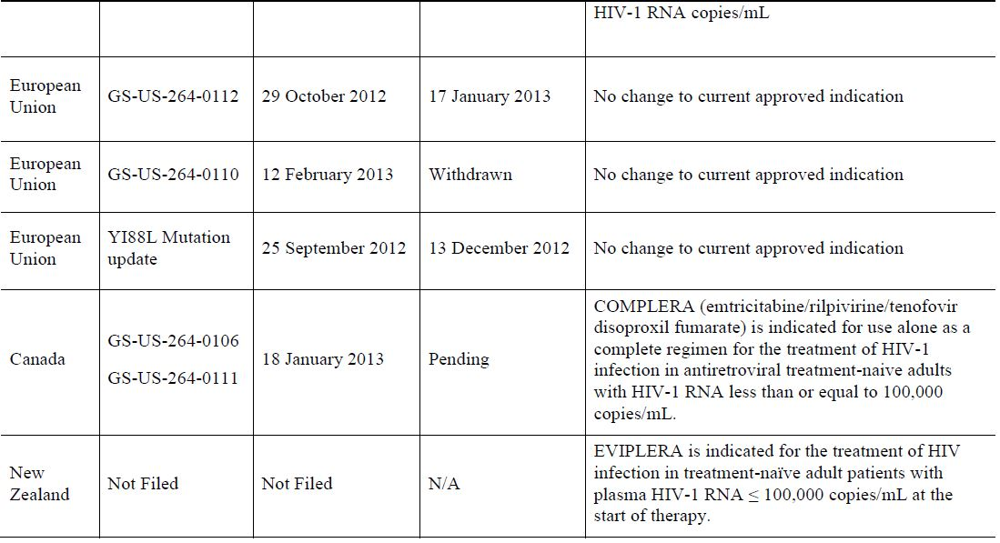 HIV-1 RNA copies/mL
European
Union
GS-US-264-0112
29 October 2012
17 January 2013
No change to current approved indication
European
Union
GS-US-264-0110
12 February 2013
Withdrawn
No change to current approved indication
European
Union
YI88L Mutation
update
25 September 2012
13 December 2012
No change to current approved indication
Canada
GS-US-264-0106
GS-US-264-0111
18 January 2013
Pending
COMPLERA (emtricitabine/rilpivirine/tenofovir
disoproxil fumarate) is indicated for use alone as a
complete regimen for the treatment of HIV-1
infection in antiretroviral treatment-naive adults
with HIV-1 RNA less than or equal to 100,000
copies/mL.
New
Zealand
Not Filed
Not Filed
N/A
EVIPLERA is indicated for the treatment of HIV
infection in treatment-naïve adult patients with
plasma HIV-1 RNA ≤ 100,000 copies/mL at the
start of therapy.